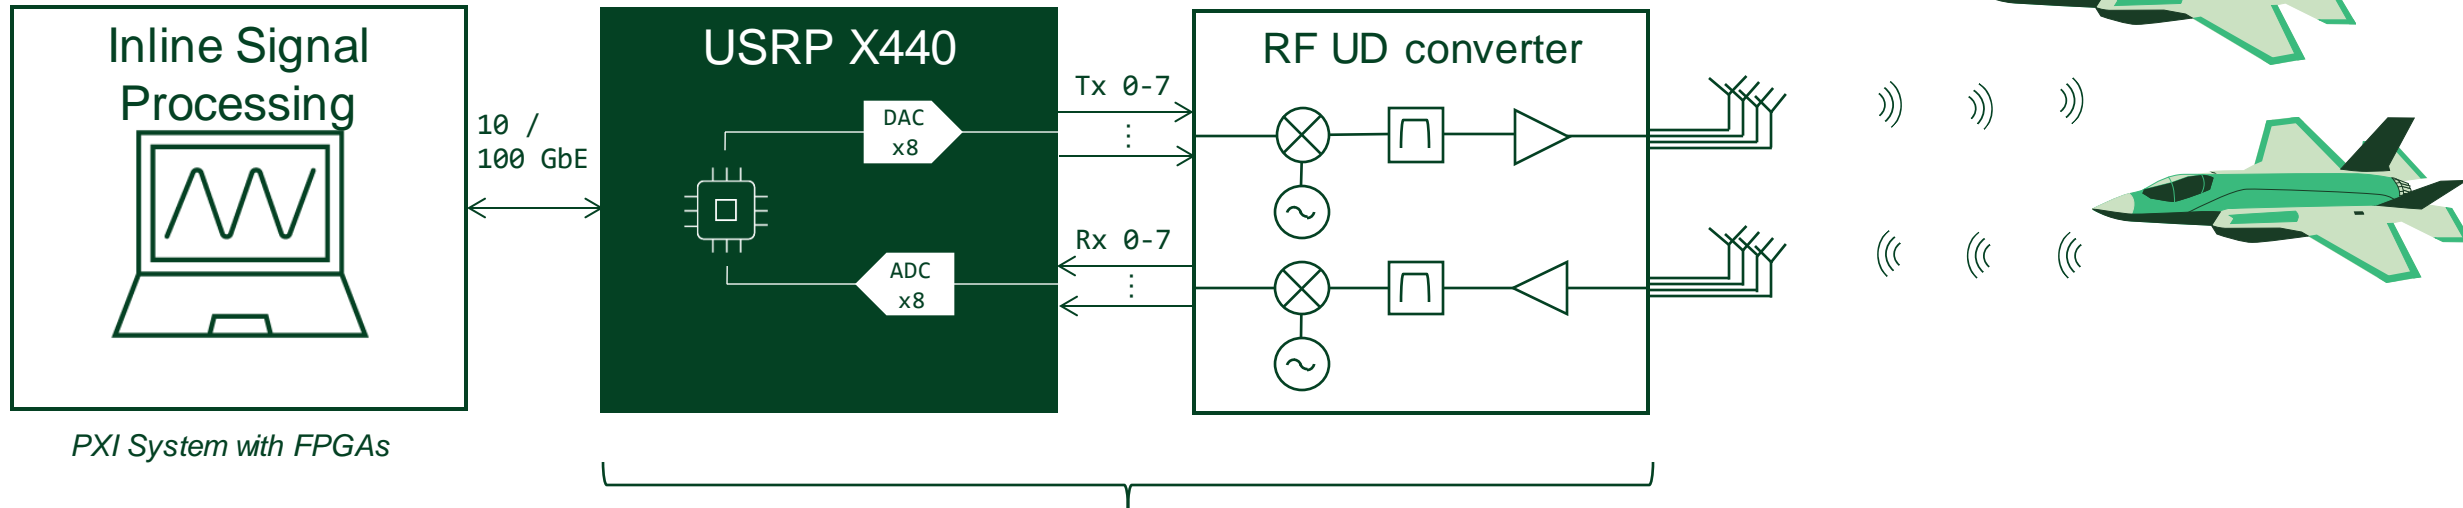 Inline Signal
Processing
10 /
100 GbE
USRP X440
DAC
x8
ADC
x8
Tx 0-7
Rx 0-7
RF UD converter
PXI System with FPGAs